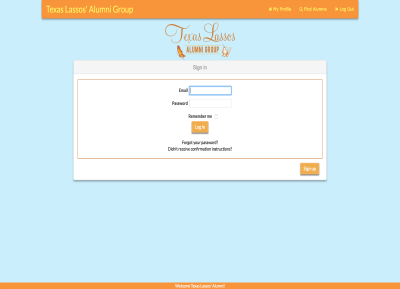 Texas Lassos' Alumni Group
My Profile
Find Alumna
Log Out
Texas Lassos
ALUMNI GROUP
Sign in
Email
Password
Remember me
Log in
Forgot your password?
Didn't receive confirmation instructions?
Sign up
Welcome Texas Lassos' Alumni!